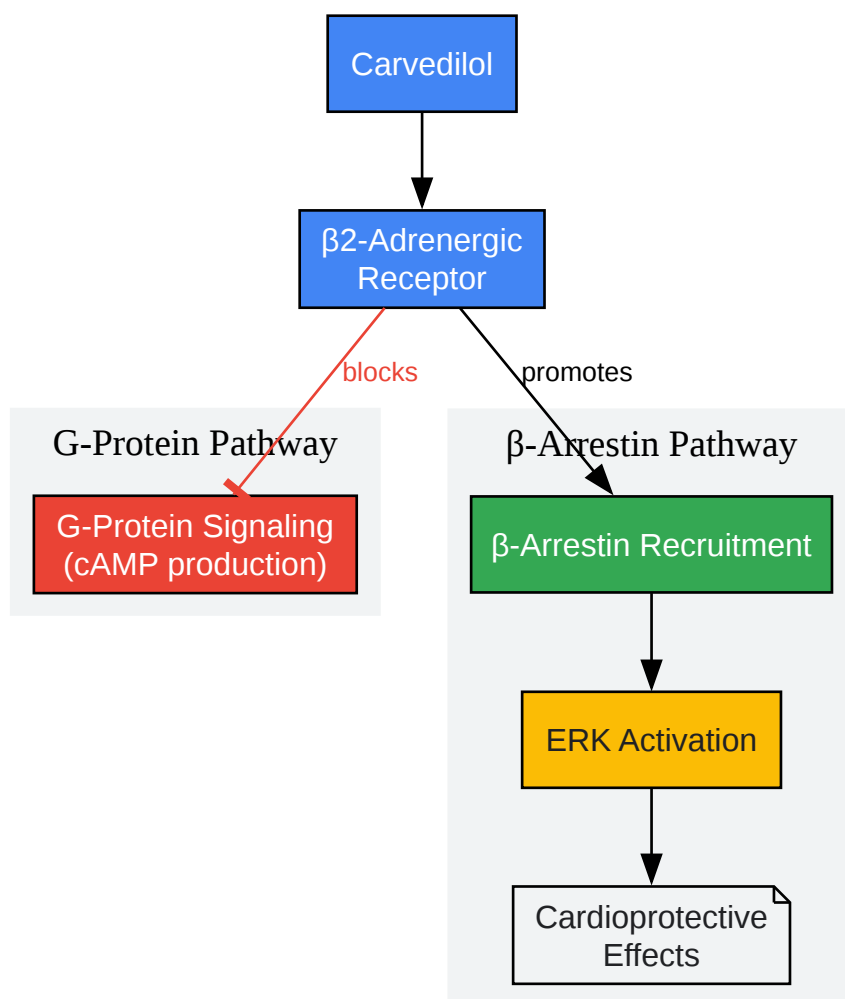 Carvedilol
β2-Adrenergic
Receptor
blocks
promotes
G-Protein Pathway
β-Arrestin Pathway
G-Protein Signaling
(cAMP production)
β-Arrestin Recruitment
ERK Activation
Cardioprotective
Effects